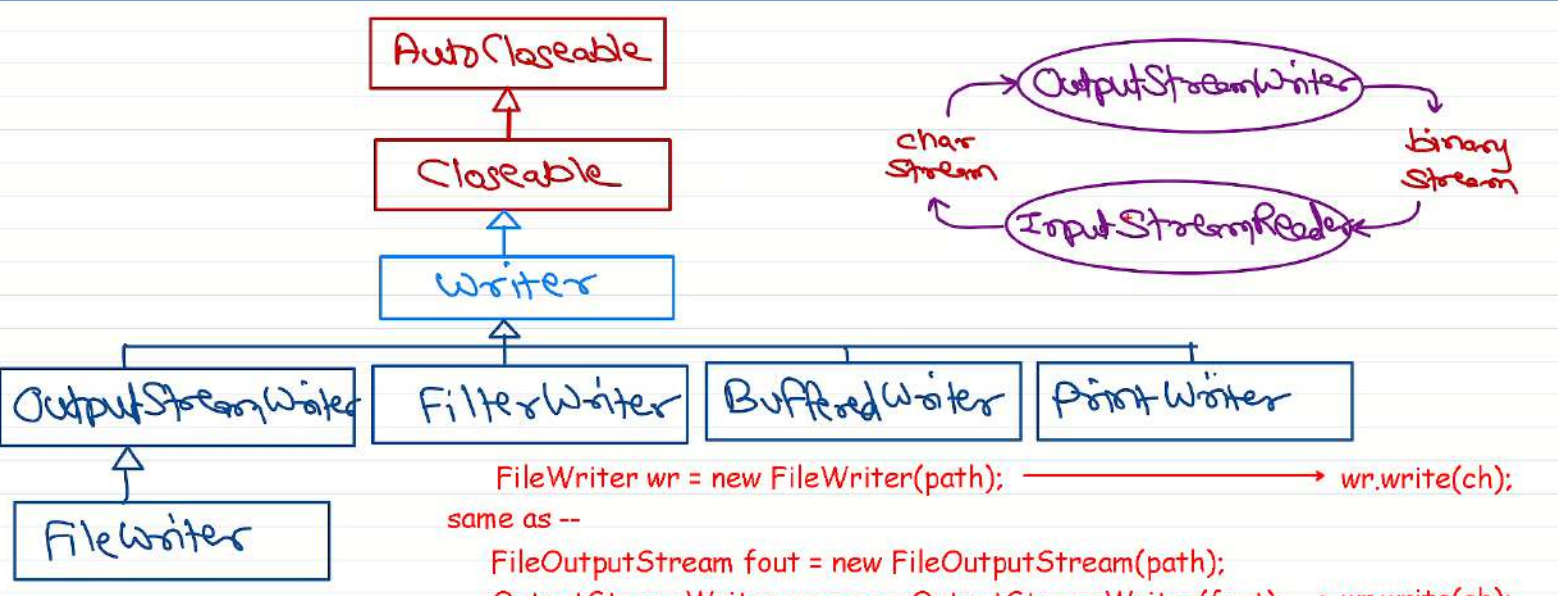 AutoCloseable
OutputStreamWriter
char
stream
binary
stream
Closeable
InputStreamReader
Writer
OutputStreamWriter
FilterWriter
BufferedWriter
PrintWriter
FileWriter wr = new FileWriter(path);
wr.write(ch);
same as --
FileWriter
FileOutputStream fout = new FileOutputStream(path);